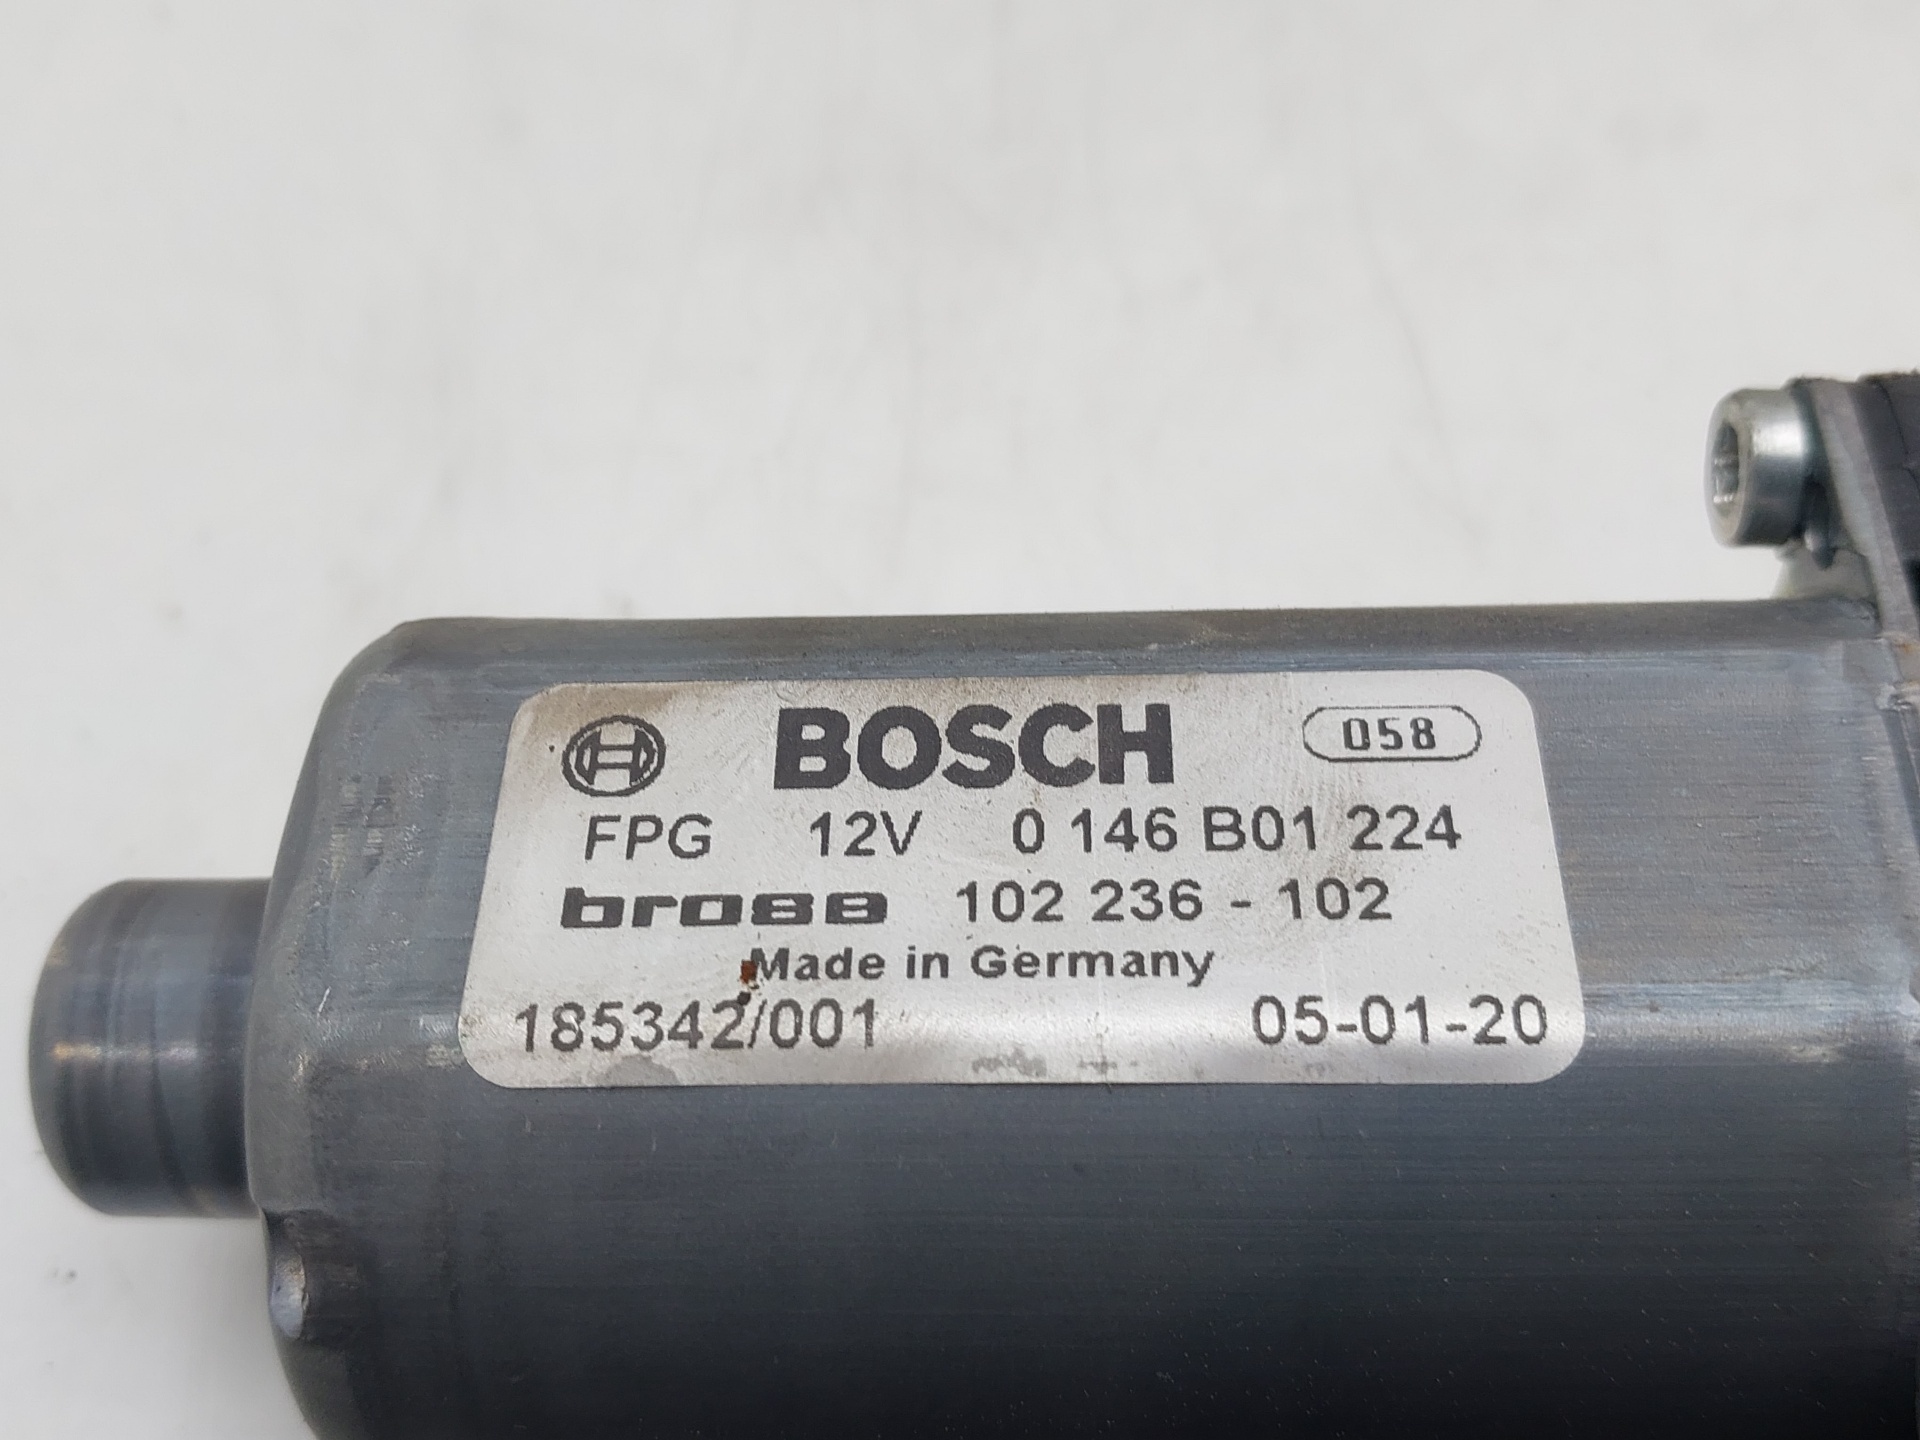 BOSCH 058
FPG 12V 0 146 B01 224
brose 102 236 - 102
Made in Germany
185342/001 05-01-20